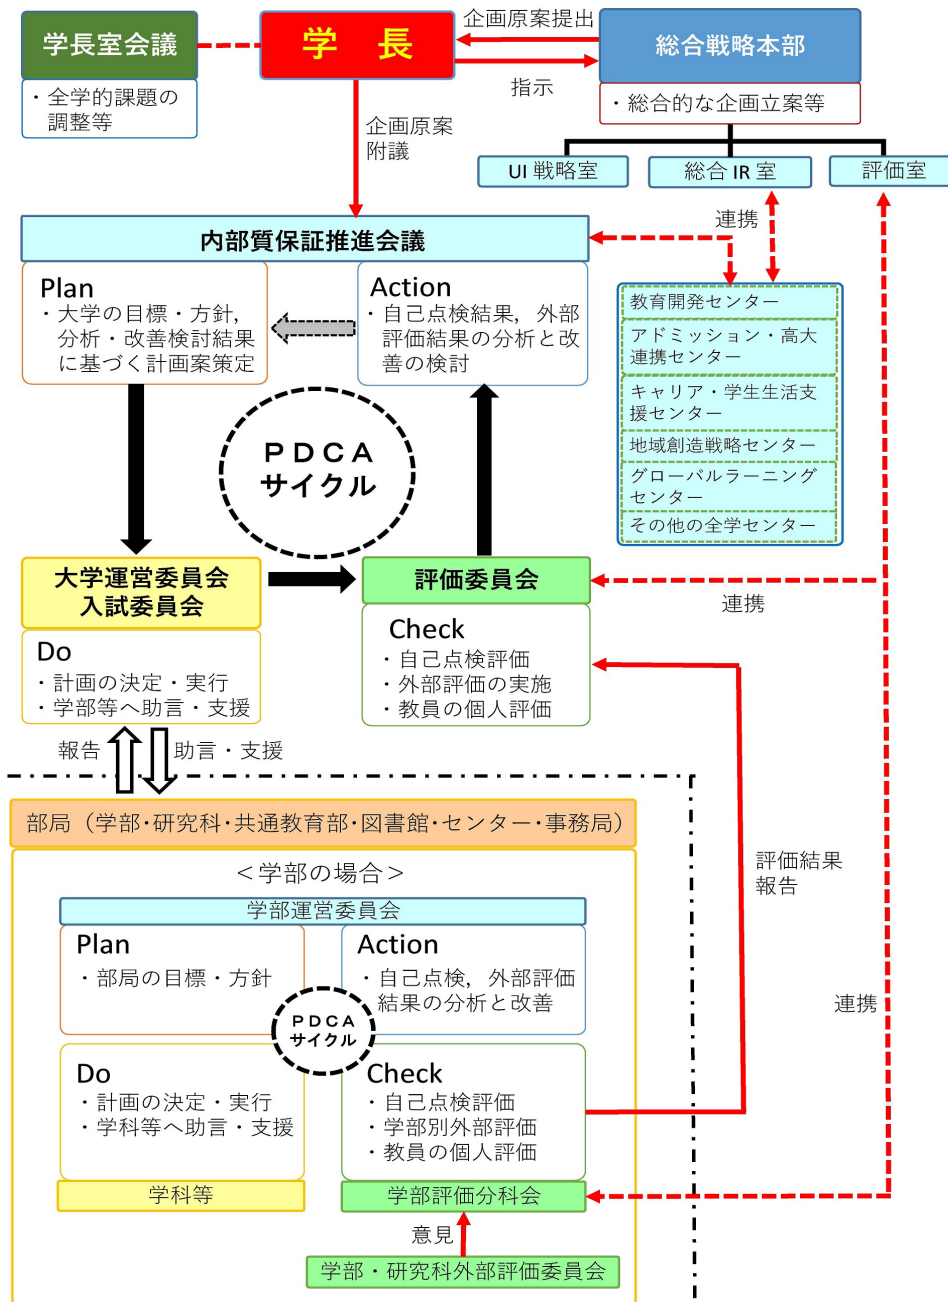 学長室会議
・全学的課題の
調整等
学 長
企画原案提出
指示
総合戦略本部
・総合的な企画立案等
企画原案
附議
UI 戦略室
総合 IR 室
評価室
連携
内部質保証推進会議
Plan
・大学の目標・方針,
分析・改善検討結果
に基づく計画案策定
Action
・自己点検結果，外部
評価結果の分析と改
善の検討
教育開発センター
アドミッション・高大
連携センター
キャリア・学生生活支
援センター
地域創造戦略センター
グローバルラーニング
センター
その他の全学センター
ＰＤＣＡ
サイクル
大学運営委員会
入試委員会
Do
・計画の決定・実行
・学部等へ助言・支援
評価委員会
Check
・自己点検評価
・外部評価の実施
・教員の個人評価
連携
報告
助言・支援
部局（学部・研究科・共通教育部・図書館・センター・事務局）
＜学部の場合＞
学部運営委員会
Plan
・部局の目標・方針
Action
・自己点検，外部評価
結果の分析と改善
ＰＤＣＡ
サイクル
Do
・計画の決定・実行
・学科等へ助言・支援
学科等
Check
・自己点検評価
・学部別外部評価
・教員の個人評価
学部評価分科会
評価結果
報告
連携
意見
学部・研究科外部評価委員会